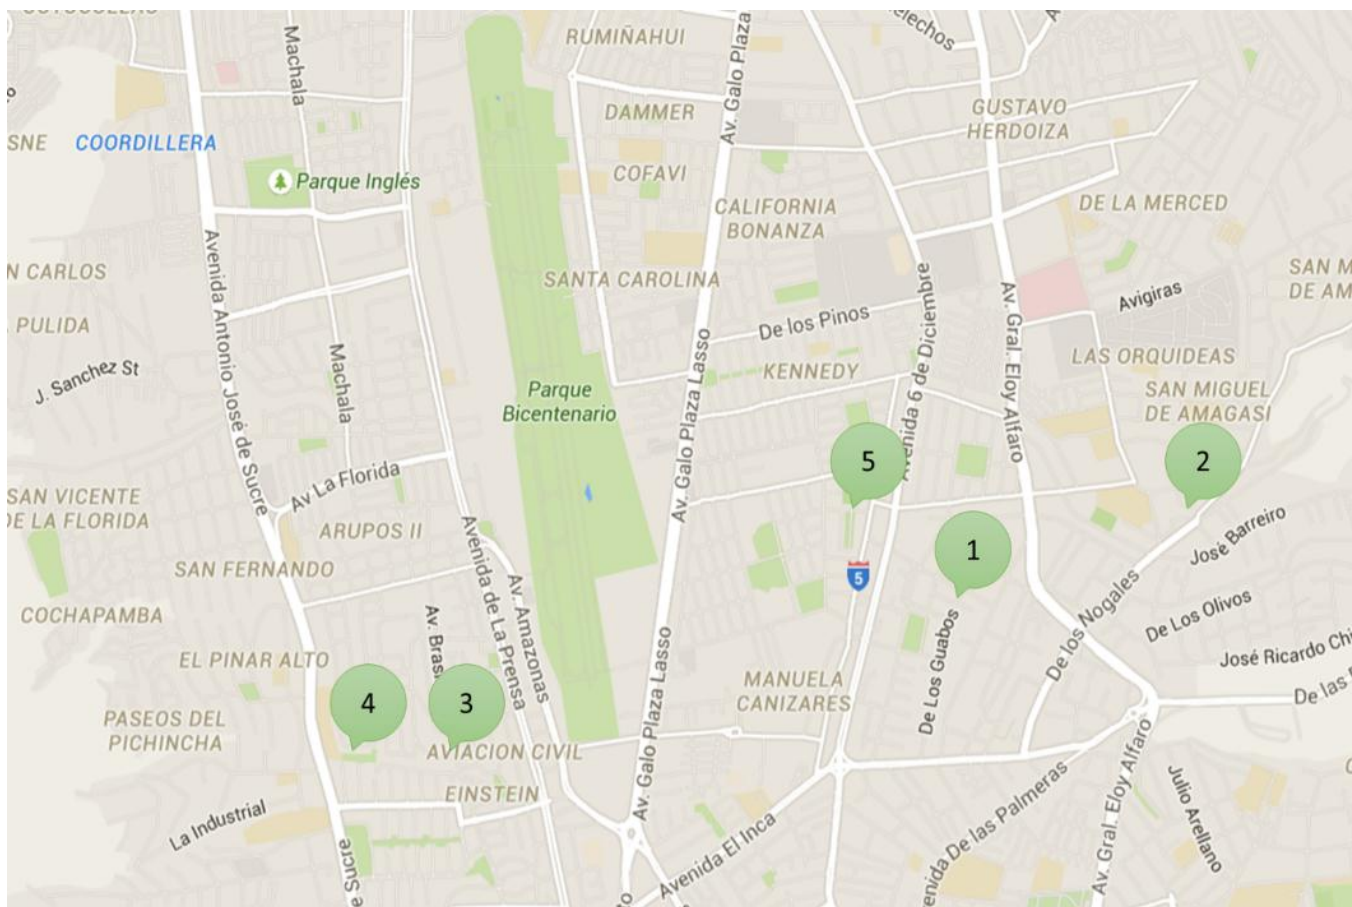 RUMIÑAHUI
Machala
Av. Galo Plaza
DAMMER
GUSTAVO
HERDOIZA
SNE
COORDILLERA
COFAVI
Parque Inglés
CALIFORNIA
BONANZA
DE LA MERCED
N CARLOS
Avenida Antonio José de Sucre
SANTA CAROLINA
Avenida 6 de Diciembre
Av. Gral. Eloy Alfaro
Avigiras
SAN M
DE AM
PULIDA
De los Pinos
J. Sanchez St
Machala
Av. Galo Plaza Lasso
KENNEDY
LAS ORQUIDEAS
Parque
Bicentenario
SAN MIGUEL
DE AMAGASI
5
2
Av La Florida
SAN VICENTE
DE LA FLORIDA
ARUPOS II
Avenida de La Prensa
José Barreiro
1
SAN FERNANDO
Av. Amazonas
5
De los Nogales
De Los Olivos
COCHAPAMBA
Av. Bras
De Los Guabos
Av. Galo Plaza Lasso
José Ricardo Chi
EL PINAR ALTO
4
3
MANUELA
CANIZARES
De las
PASEOS DEL
PICHINCHA
AVIACION CIVIL
EINSTEIN
Av. Gral. Eloy Alfaro
Julio Arellano
La Industrial
Avenida El Inca
enida De las Palmeras
e Sucre